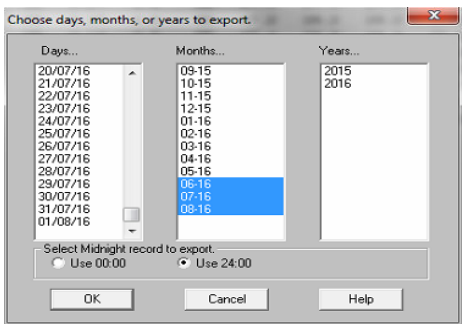 Choose days, months, or years to export.
Days...
20/07/16
21/07/16
22/07/16
23/07/16
24/07/16
25/07/16
26/07/16
27/07/16
28/07/16
29/07/16
30/07/16
31/07/16
01/08/16
Months...
09-15
10-15
11-15
12-15
01-16
02-16
03-16
04-16
05-16
06-16
07-16
08-16
Years...
2015
2016
Select Midnight record to export.
Use 00:00
Use 24:00
OK
Cancel
Help